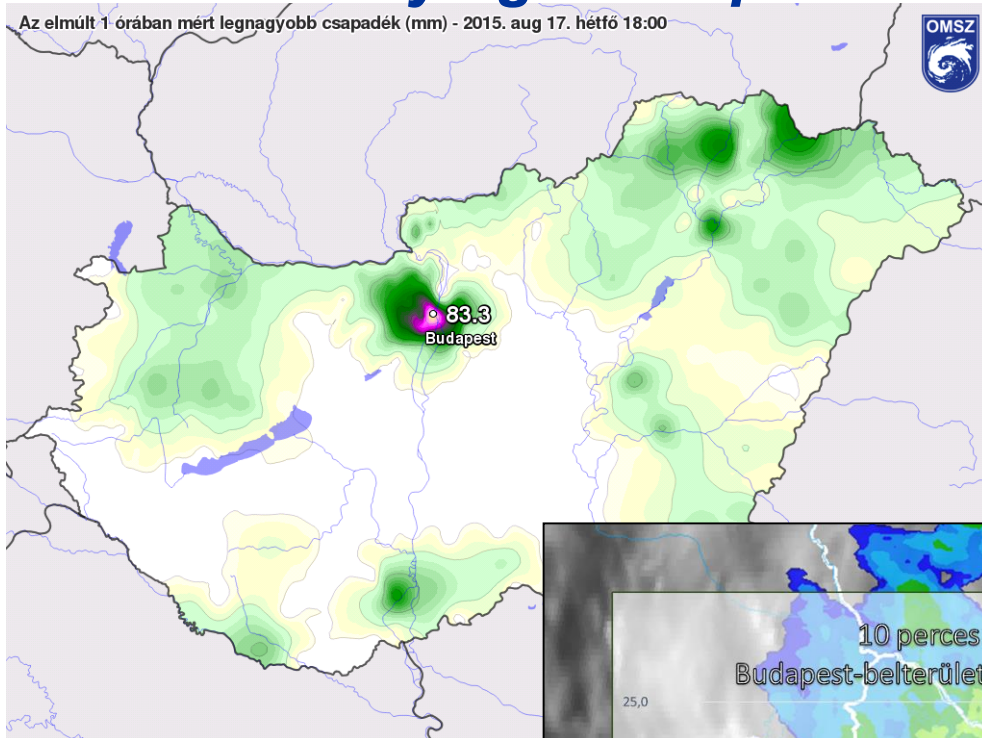 Az elmúlt 1 órában mért legnagyobb csapadék (mm) - 2015. aug 17. hétfő 18:00
OMSZ
83.3
Budapest
10 perces
Budapest-belterület
25,0